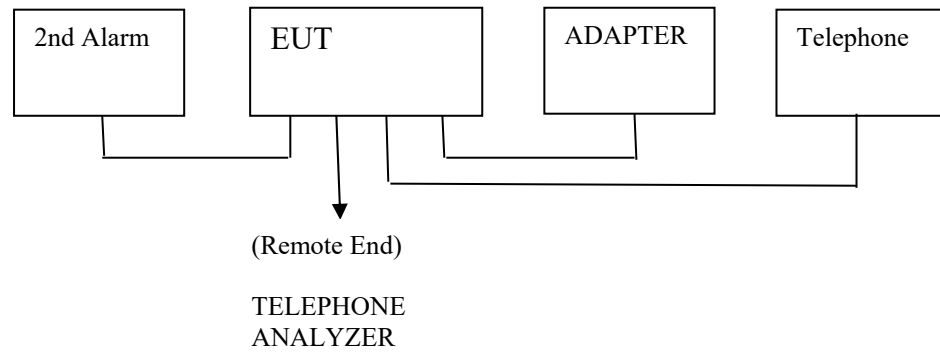 2nd Alarm
EUT
ADAPTER
Telephone
(Remote End)
TELEPHONE
ANALYZER